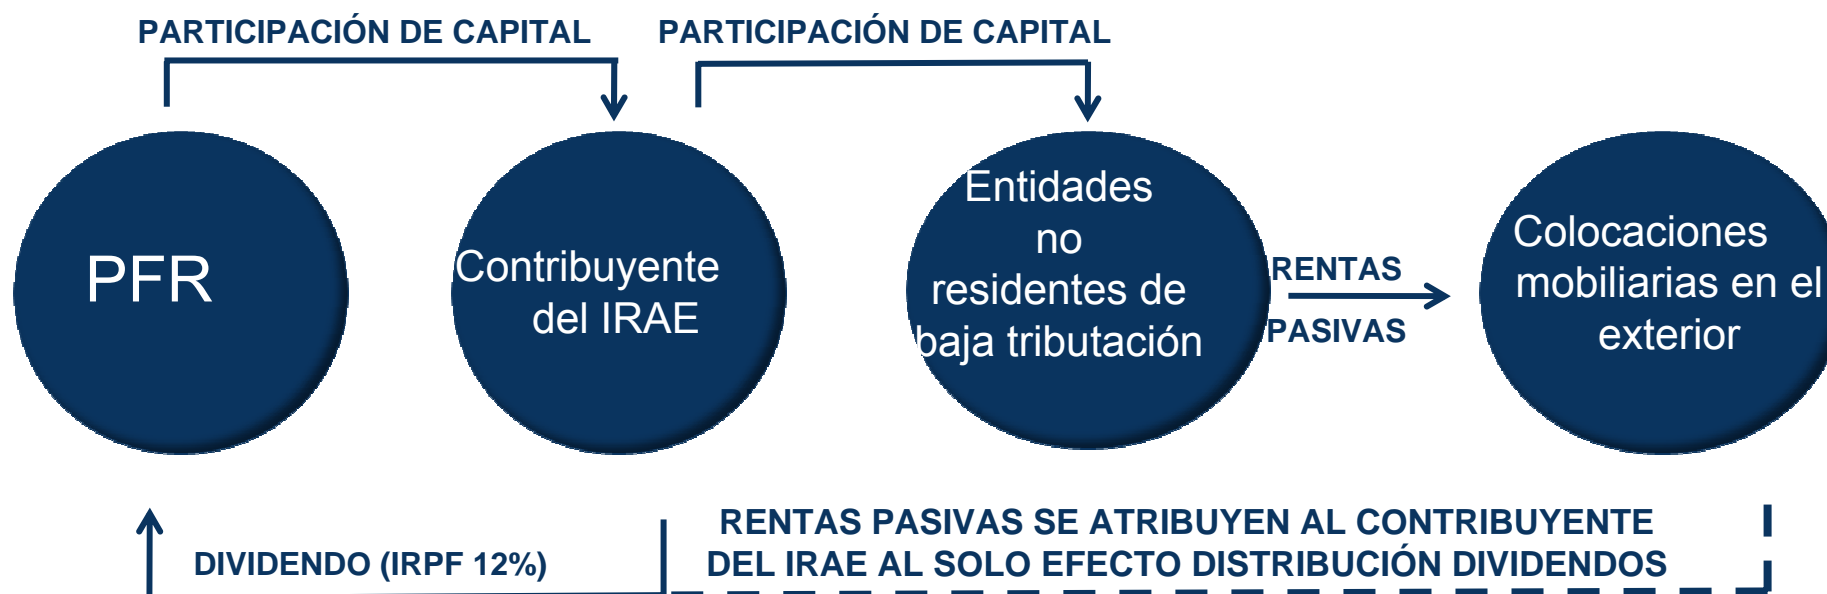 PARTICIPACIÓN DE CAPITAL
PARTICIPACIÓN DE CAPITAL
PFR
Contribuyente
del IRAE
Entidades
no
residentes de
baja tributación
RENTAS
PASIVAS
Colocaciones
mobiliarias en el
exterior
DIVIDENDO (IRPF 12%)
RENTAS PASIVAS SE ATRIBUYEN AL CONTRIBUYENTE
DEL IRAE AL SOLO EFECTO DISTRIBUCIÓN DIVIDENDOS